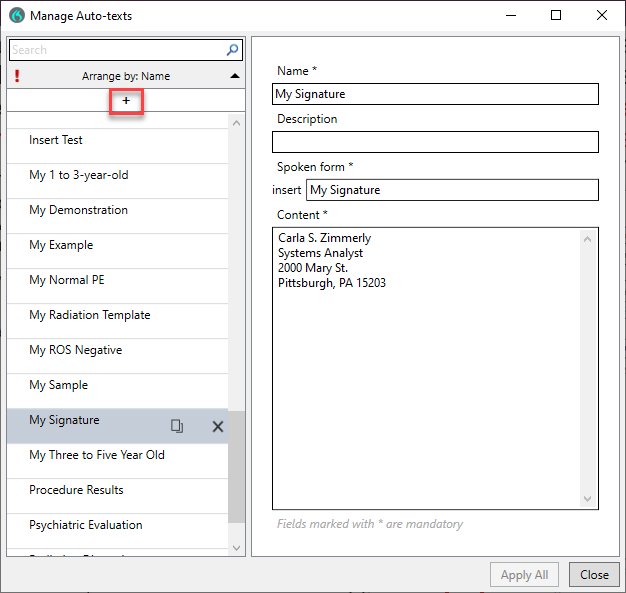 Manage Auto-texts
Search
Arrange by: Name
+
Insert Test
My 1 to 3-year-old
My Demonstration
My Example
My Normal PE
My Radiation Template
My ROS Negative
My Sample
My Signature
My Three to Five Year Old
Procedure Results
Psychiatric Evaluation
Name *
My Signature
Description
Spoken form *
insert My Signature
Content *
Carla S. Zimmerly
Systems Analyst
2000 Mary St.
Pittsburgh, PA 15203
Fields marked with * are mandatory
Apply All Close